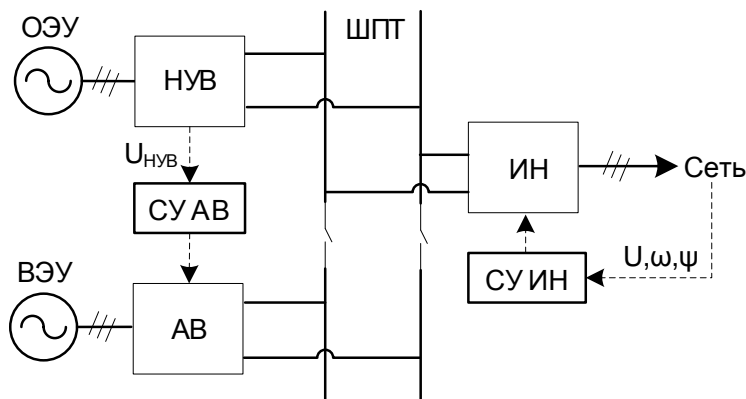 ОЭУ
НУВ
ШПТ
UНУВ
СУ АВ
ИН
Сеть
ВЭУ
АВ
СУ ИН
U,ω,ψ